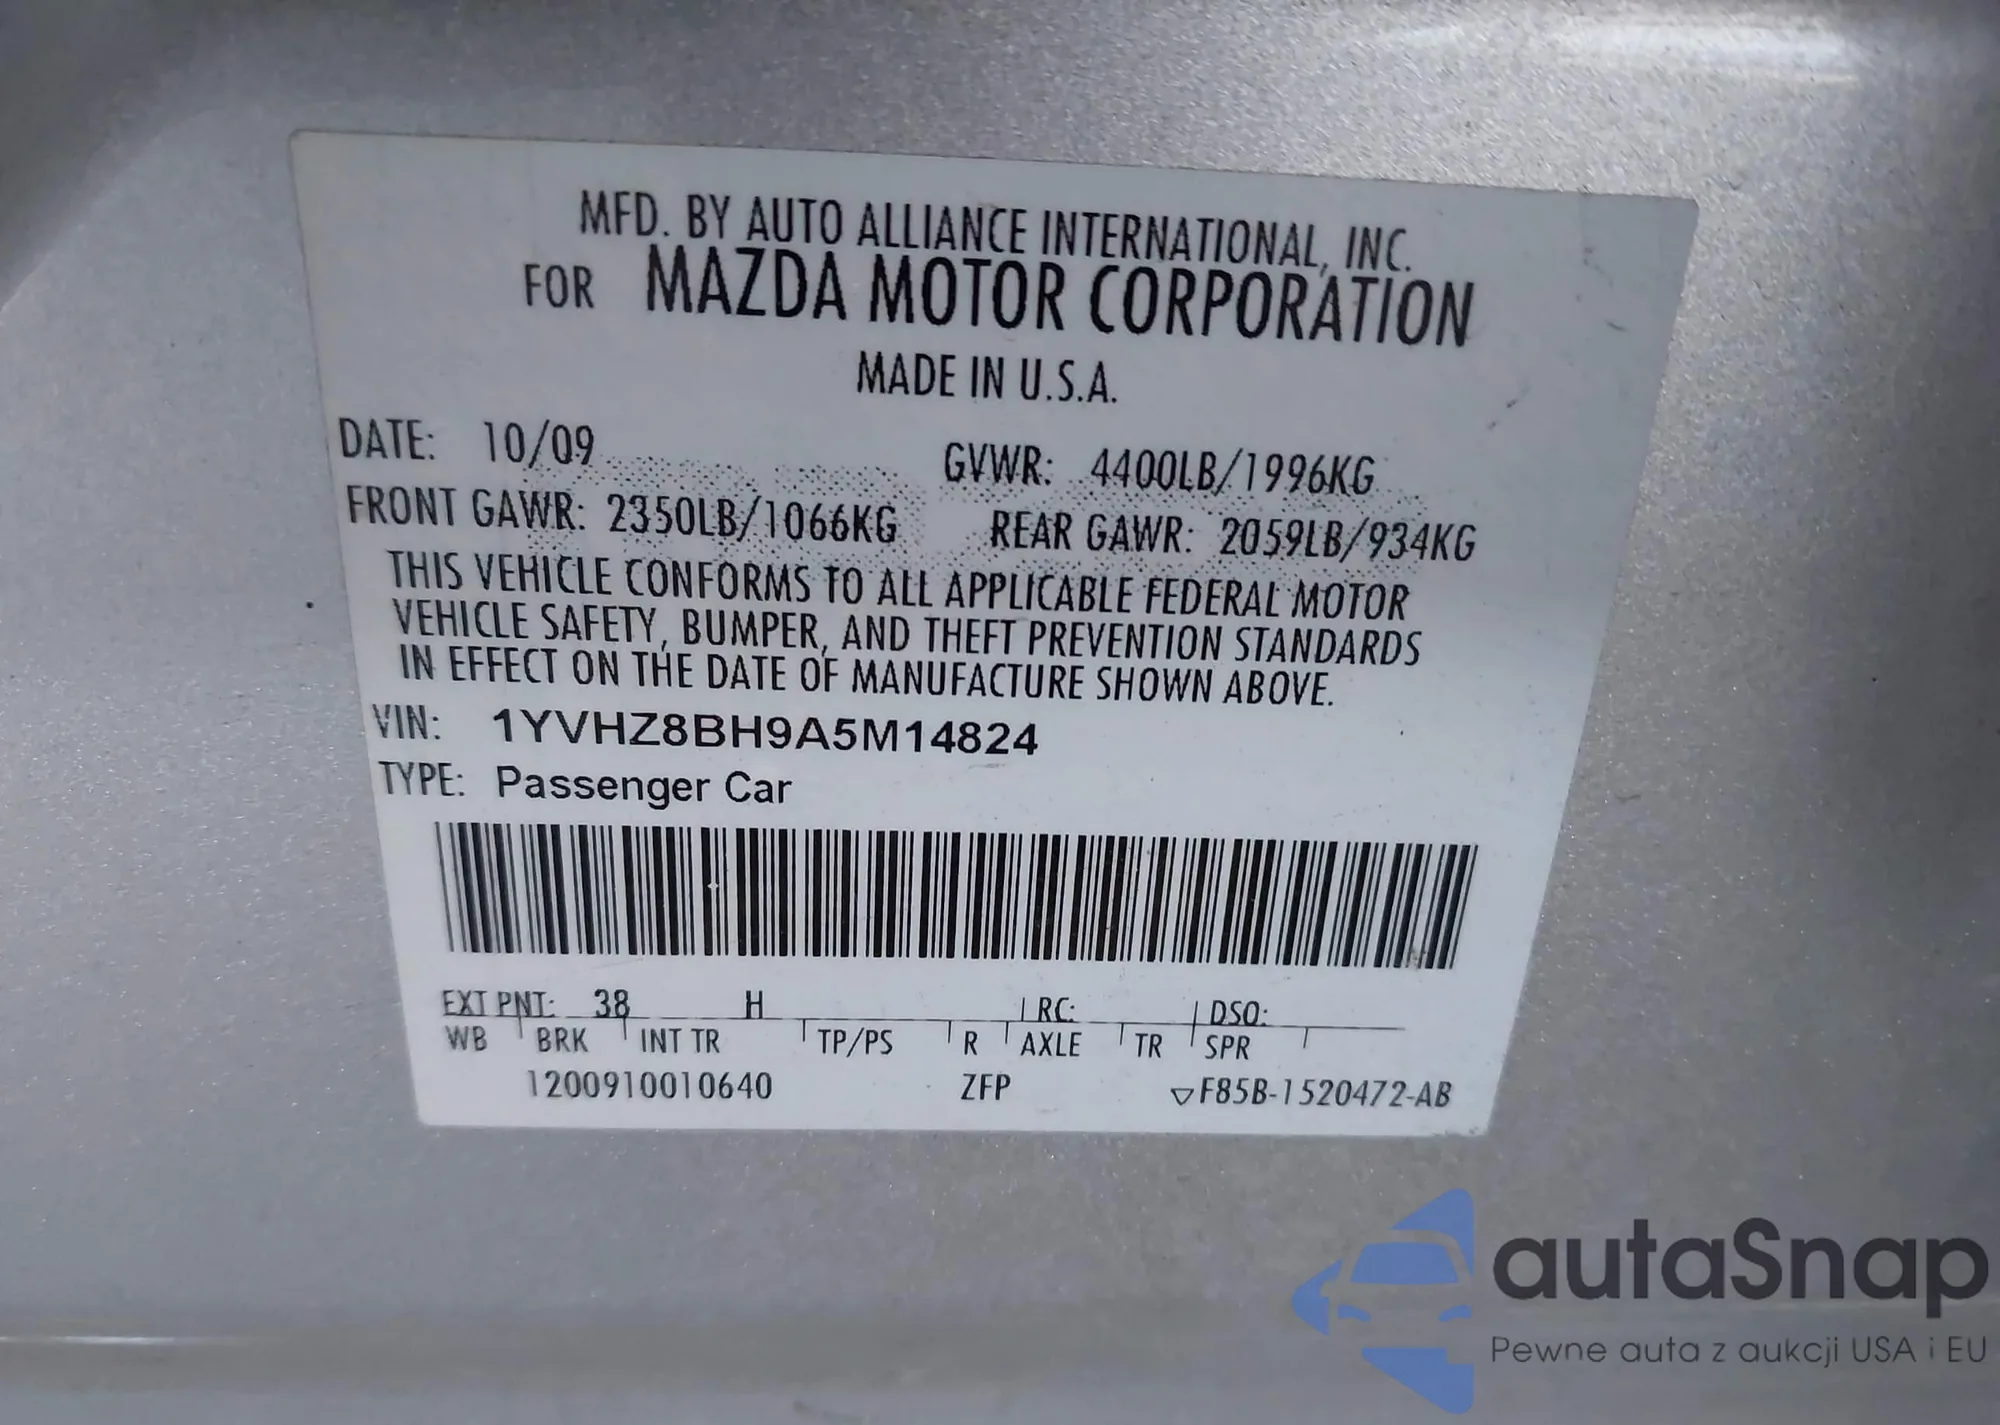 MFD. BY AUTO ALLIANCE INTERNATIONAL, INC.
FOR MAZDA MOTOR CORPORATION
MADE IN U.S.A.
DATE: 10/09 GVWR: 4400LB/1996KG
FRONT GAWR: 2350LB/1066KG REAR GAWR: 2059LB/934KG
THIS VEHICLE CONFORMS TO ALL APPLICABLE FEDERAL MOTOR
VEHICLE SAFETY, BUMPER, AND THEFT PREVENTION STANDARDS
IN EFFECT ON THE DATE OF MANUFACTURE SHOWN ABOVE.
VIN: 1YVHZ8BH9A5M14824
TYPE: Passenger Car
EXT PNT: 38 H RC: DSO:
WB BRK INT TR TP/PS R AXLE TR SPR
1200910010640 ZFP ▽F85B-1520472-AB
autaSnap
Pewne auta z aukcji USA i EU